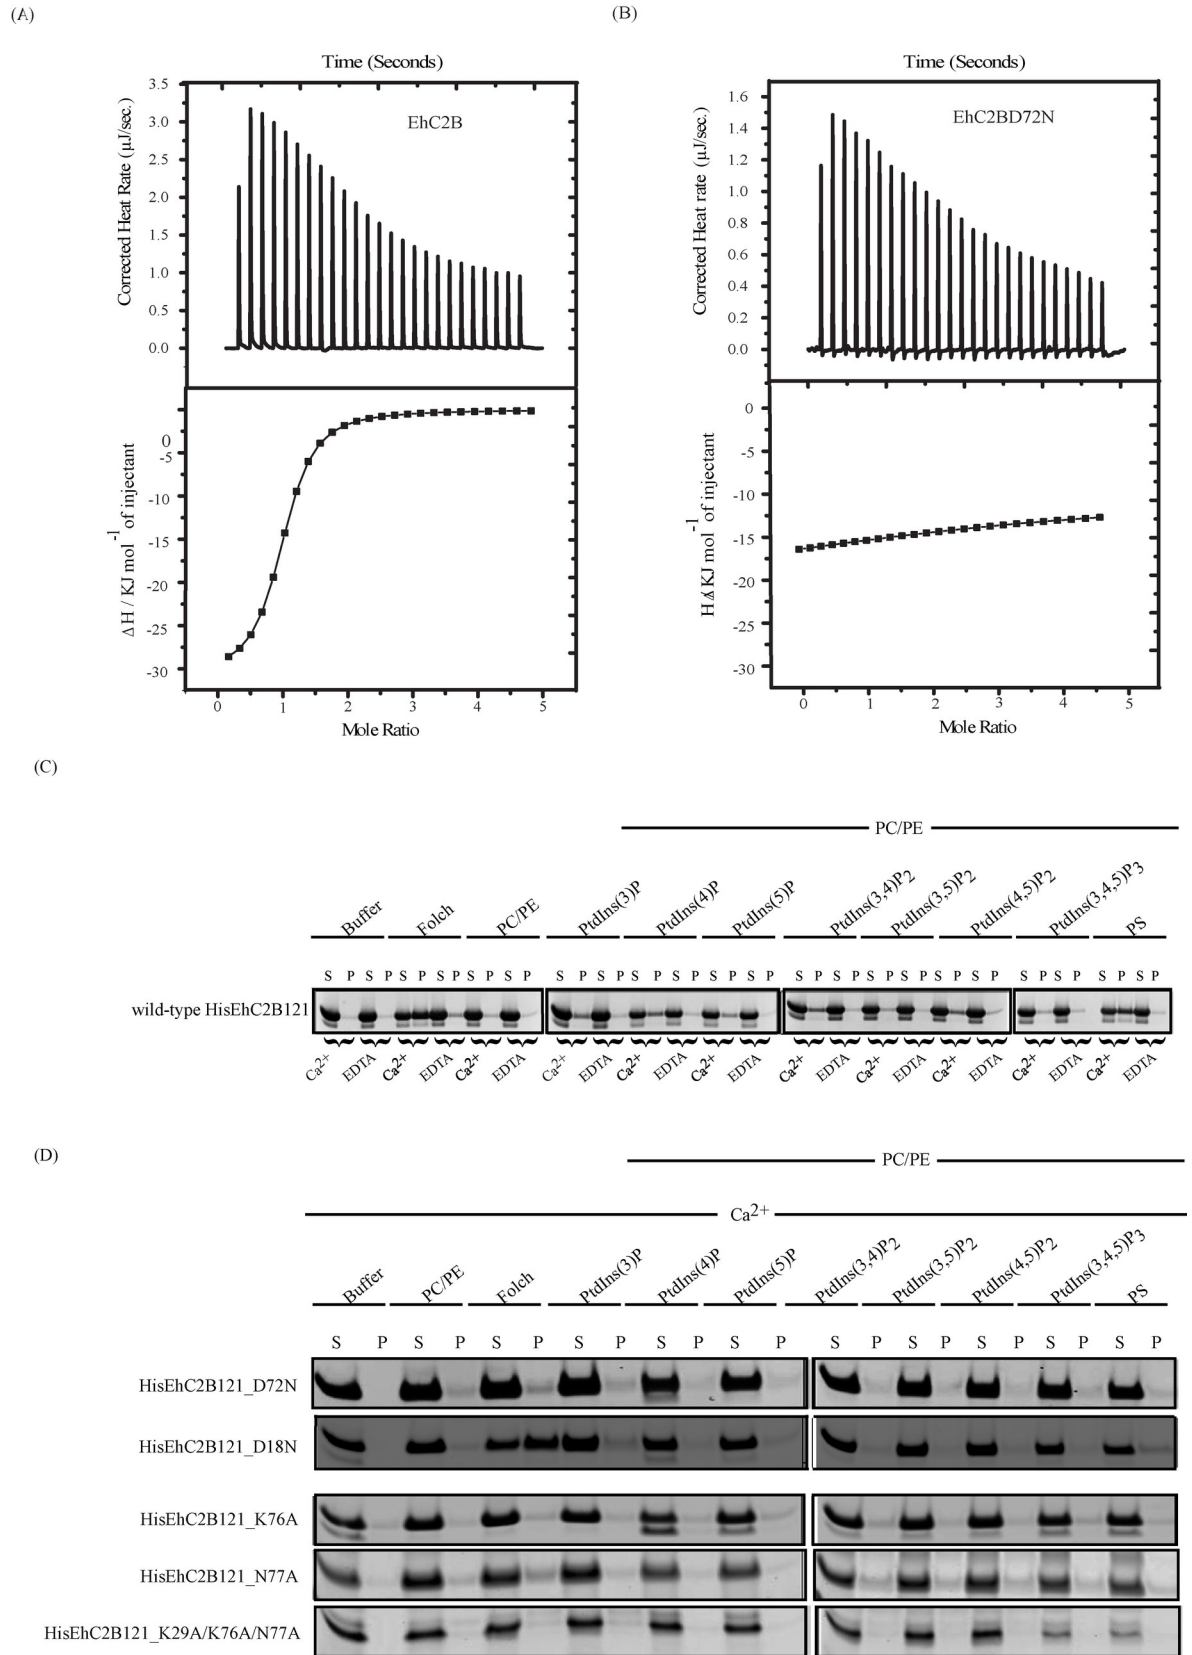 (A)
Time (Seconds)
EhC2B
Corrected Heat Rate (μJ/sec.)
3.5
3.0
2.5
2.0
1.5
1.0
0.5
0.0
ΔH / KJ mol-1 of injectant
0
-5
-10
-15
-20
-25
-30
0 1 2 3 4 5
Mole Ratio
(B)
Time (Seconds)
EhC2BD72N
Corrected Heat rate (μJ/sec.)
1.6
1.4
1.2
1.0
0.8
0.6
0.4
0.2
0.0
0
-5
-10
-15
-20
-25
-30
KJ mol-1 of injectant
0 1 2 3 4 5
Mole Ratio
(C)
PC/PE
Buffer Folch PC/PE PtdIns(3)P PtdIns(4)P PtdIns(5)P PtdIns(3,4)P2 PtdIns(3,5)P2 PtdIns(4,5)P2 PtdIns(3,4,5)P3 PS
S P S P S P S P S P S P S P S P S P S P S P S P S P S P S P S P S P S P S P S P S P S P
wild-type HisEhC2B121
Ca2+ EDTA Ca2+ EDTA Ca2+ EDTA Ca2+ EDTA Ca2+ EDTA Ca2+ EDTA Ca2+ EDTA Ca2+ EDTA Ca2+ EDTA Ca2+ EDTA Ca2+ EDTA
(D)
PC/PE
Ca2+
Buffer PC/PE Folch PtdIns(3)P PtdIns(4)P PtdIns(5)P PtdIns(3,4)P2 PtdIns(3,5)P2 PtdIns(4,5)P2 PtdIns(3,4,5)P3 PS
S P S P S P S P S P S P S P S P S P S P S P
HisEhC2B121_D72N
HisEhC2B121_D18N
HisEhC2B121_K76A
HisEhC2B121_N77A
HisEhC2B121_K29A/K76A/N77A